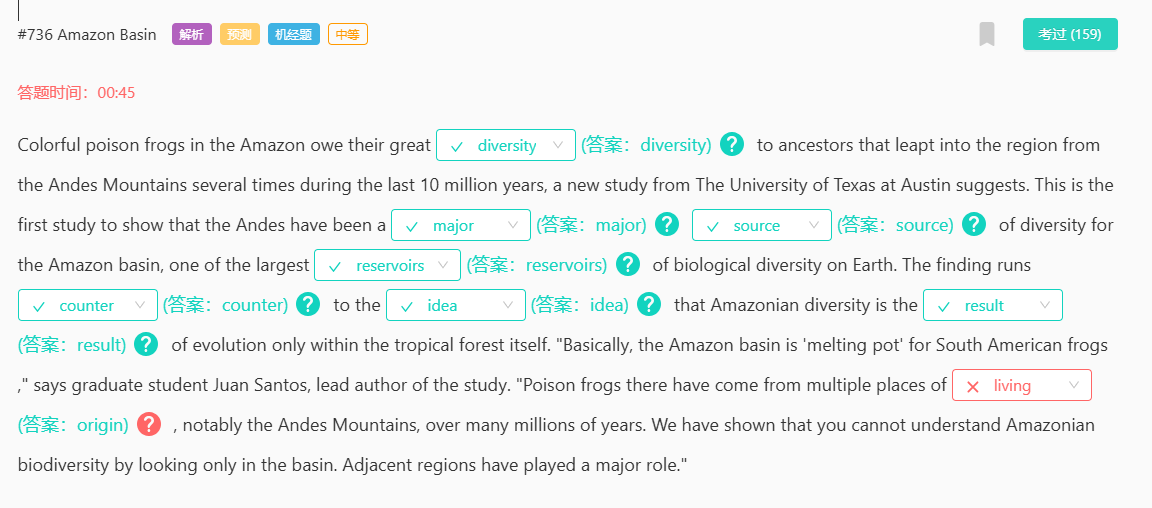 #736 Amazon Basin 解析 预测 机经题 中等 考过 (159)
答题时间：00:45
Colorful poison frogs in the Amazon owe their great diversity (答案：diversity) ? to ancestors that leapt into the region from
the Andes Mountains several times during the last 10 million years, a new study from The University of Texas at Austin suggests. This is the
first study to show that the Andes have been a major (答案：major) ? source (答案：source) ? of diversity for
the Amazon basin, one of the largest reservoirs (答案：reservoirs) ? of biological diversity on Earth. The finding runs
counter (答案：counter) ? to the idea (答案：idea) ? that Amazonian diversity is the result
(答案：result) ? of evolution only within the tropical forest itself. "Basically, the Amazon basin is 'melting pot' for South American frogs
," says graduate student Juan Santos, lead author of the study. "Poison frogs there have come from multiple places of living
(答案：origin) ? , notably the Andes Mountains, over many millions of years. We have shown that you cannot understand Amazonian
biodiversity by looking only in the basin. Adjacent regions have played a major role."